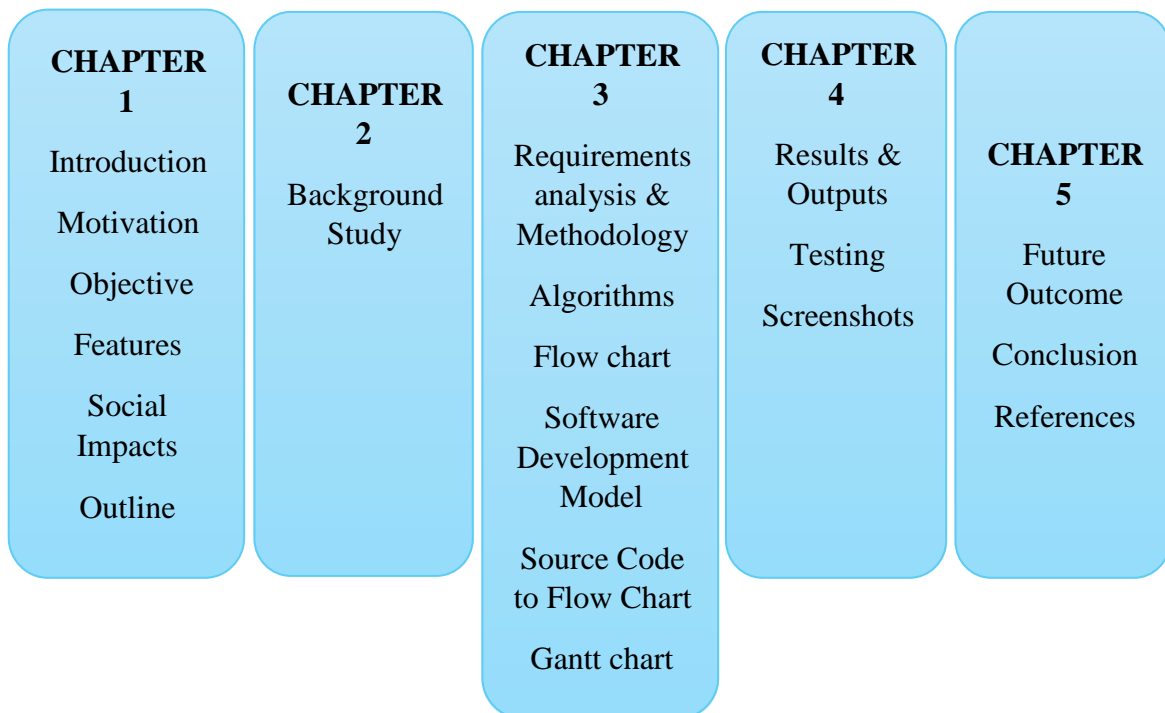 CHAPTER
1
Introduction
Motivation
Objective
Features
Social
Impacts
Outline
CHAPTER
2
Background
Study
CHAPTER
3
Requirements
analysis &
Methodology
Algorithms
Flow chart
Software
Development
Model
Source Code
to Flow Chart
Gantt chart
CHAPTER
4
Results &
Outputs
Testing
Screenshots
CHAPTER
5
Future
Outcome
Conclusion
References